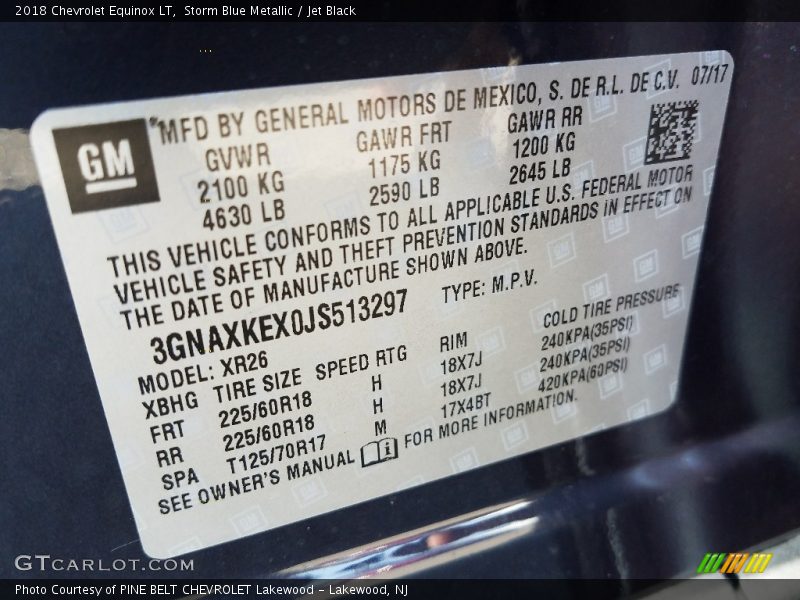 2018 Chevrolet Equinox LT, Storm Blue Metallic / Jet Black
GM
MFD BY GENERAL MOTORS DE MEXICO, S. DE R.L. DE C.V. 07/17
GVWR GAWR FRT GAWR RR
2100 KG 1175 KG 1200 KG
4630 LB 2590 LB 2645 LB
THIS VEHICLE CONFORMS TO ALL APPLICABLE U.S. FEDERAL MOTOR
VEHICLE SAFETY AND THEFT PREVENTION STANDARDS IN EFFECT ON
THE DATE OF MANUFACTURE SHOWN ABOVE.
3GNAXKEX0JS513297 TYPE: M.P.V.
MODEL: XR26
XBHG TIRE SIZE SPEED RTG RIM COLD TIRE PRESSURE
FRT 225/60R18 H 18X7J 240KPA(35PSI)
RR 225/60R18 H 18X7J 240KPA(35PSI)
SPA T125/70R17 M 17X4BT 420KPA(60PSI)
SEE OWNER'S MANUAL i FOR MORE INFORMATION.
GTCARLOT.COM
Photo Courtesy of PINE BELT CHEVROLET Lakewood - Lakewood, NJ